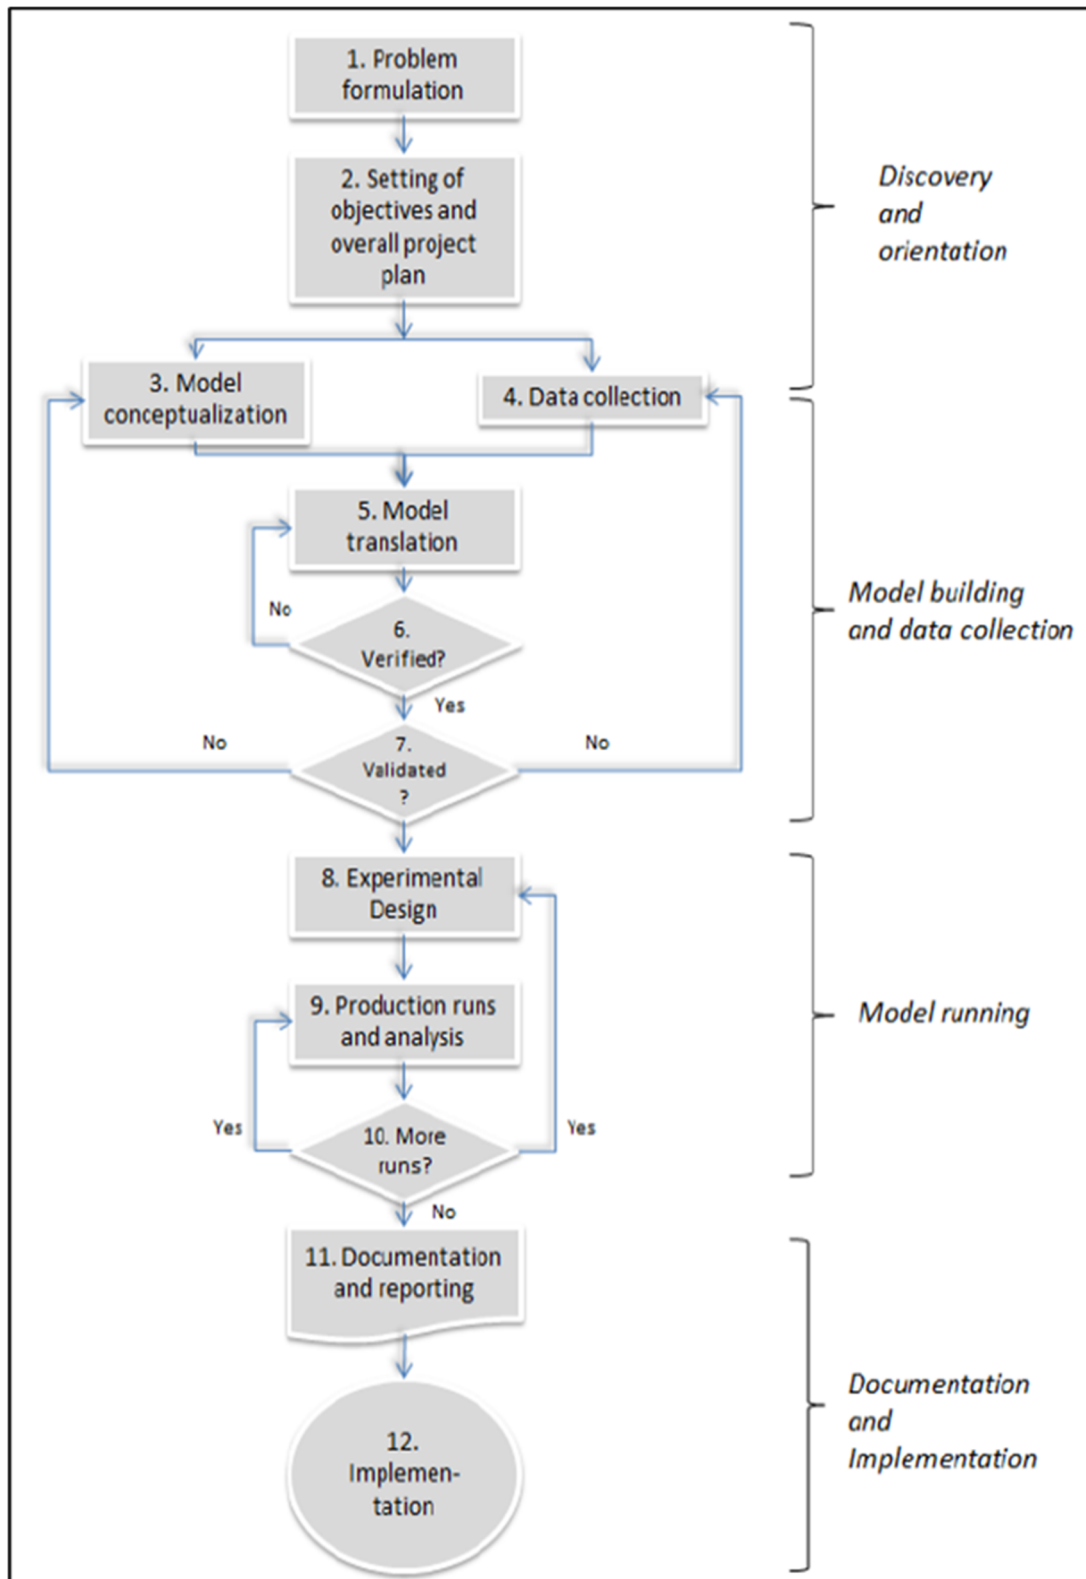 1. Problem
formulation
2. Setting of
objectives and
overall project
plan
Discovery
and
orientation
3. Model
conceptualization
4. Data collection
5. Model
translation
No
6.
Verified?
Yes
Model building
and data collection
No
7.
Validated
?
No
8. Experimental
Design
9. Production runs
and analysis
Model running
Yes
10. More
runs?
Yes
No
11. Documentation
and reporting
12.
Implemen-
tation
Documentation
and
Implementation